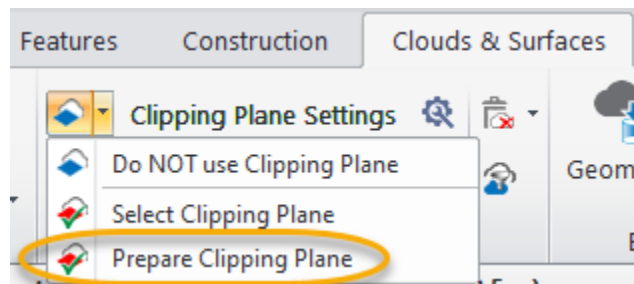 Features Construction Clouds & Surfaces
Clipping Plane Settings
Do NOT use Clipping Plane
Geom
Select Clipping Plane
Prepare Clipping Plane